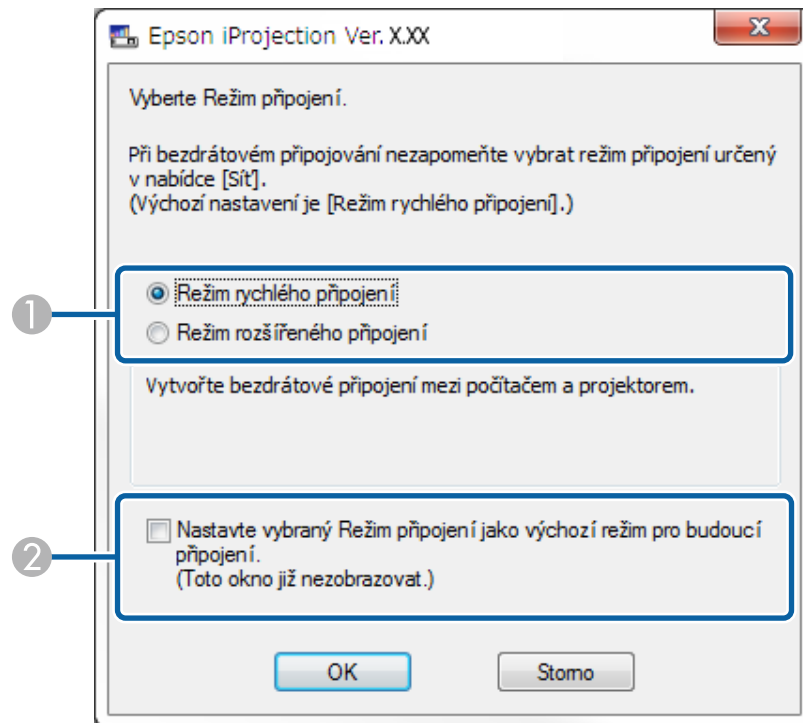 Epson iProjection Ver. X.XX
Vyberte Režim připojení.
Při bezdrátovém připojování nezapomeňte vybrat režim připojení určený
v nabídce [Síť].
(Výchozí nastavení je [Režim rychlého připojení].)
1
Režim rychlého připojení
Režim rozšířeného připojení
Vytvořte bezdrátové připojení mezi počítačem a projektorem.
2
Nastavte vybraný Režim připojení jako výchozí režim pro budoucí
připojení.
(Toto okno již nezobrazovat.)
OK Storno